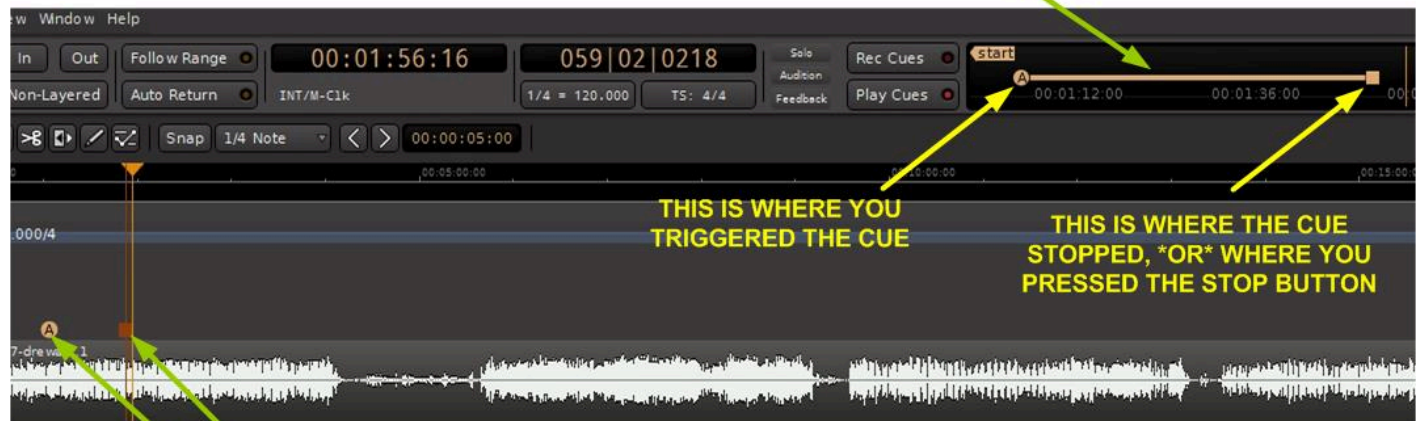 w Window Help
In Out Follow Range 00:01:56:16 059|02|0218 Solo Rec Cues start
Audition
Non-Layered Auto Return INT/M-Clk 1/4 = 120.000 TS: 4/4 Feedback Play Cues A 00:01:12:00 00:01:36:00 00:0
Snap 1/4 Note < > 00:00:05:00
00:05:00:00 00:10:00:00 00:15:00:0
THIS IS WHERE YOU
TRIGGERED THE CUE
THIS IS WHERE THE CUE
STOPPED, *OR* WHERE YOU
PRESSED THE STOP BUTTON
.000/4
A